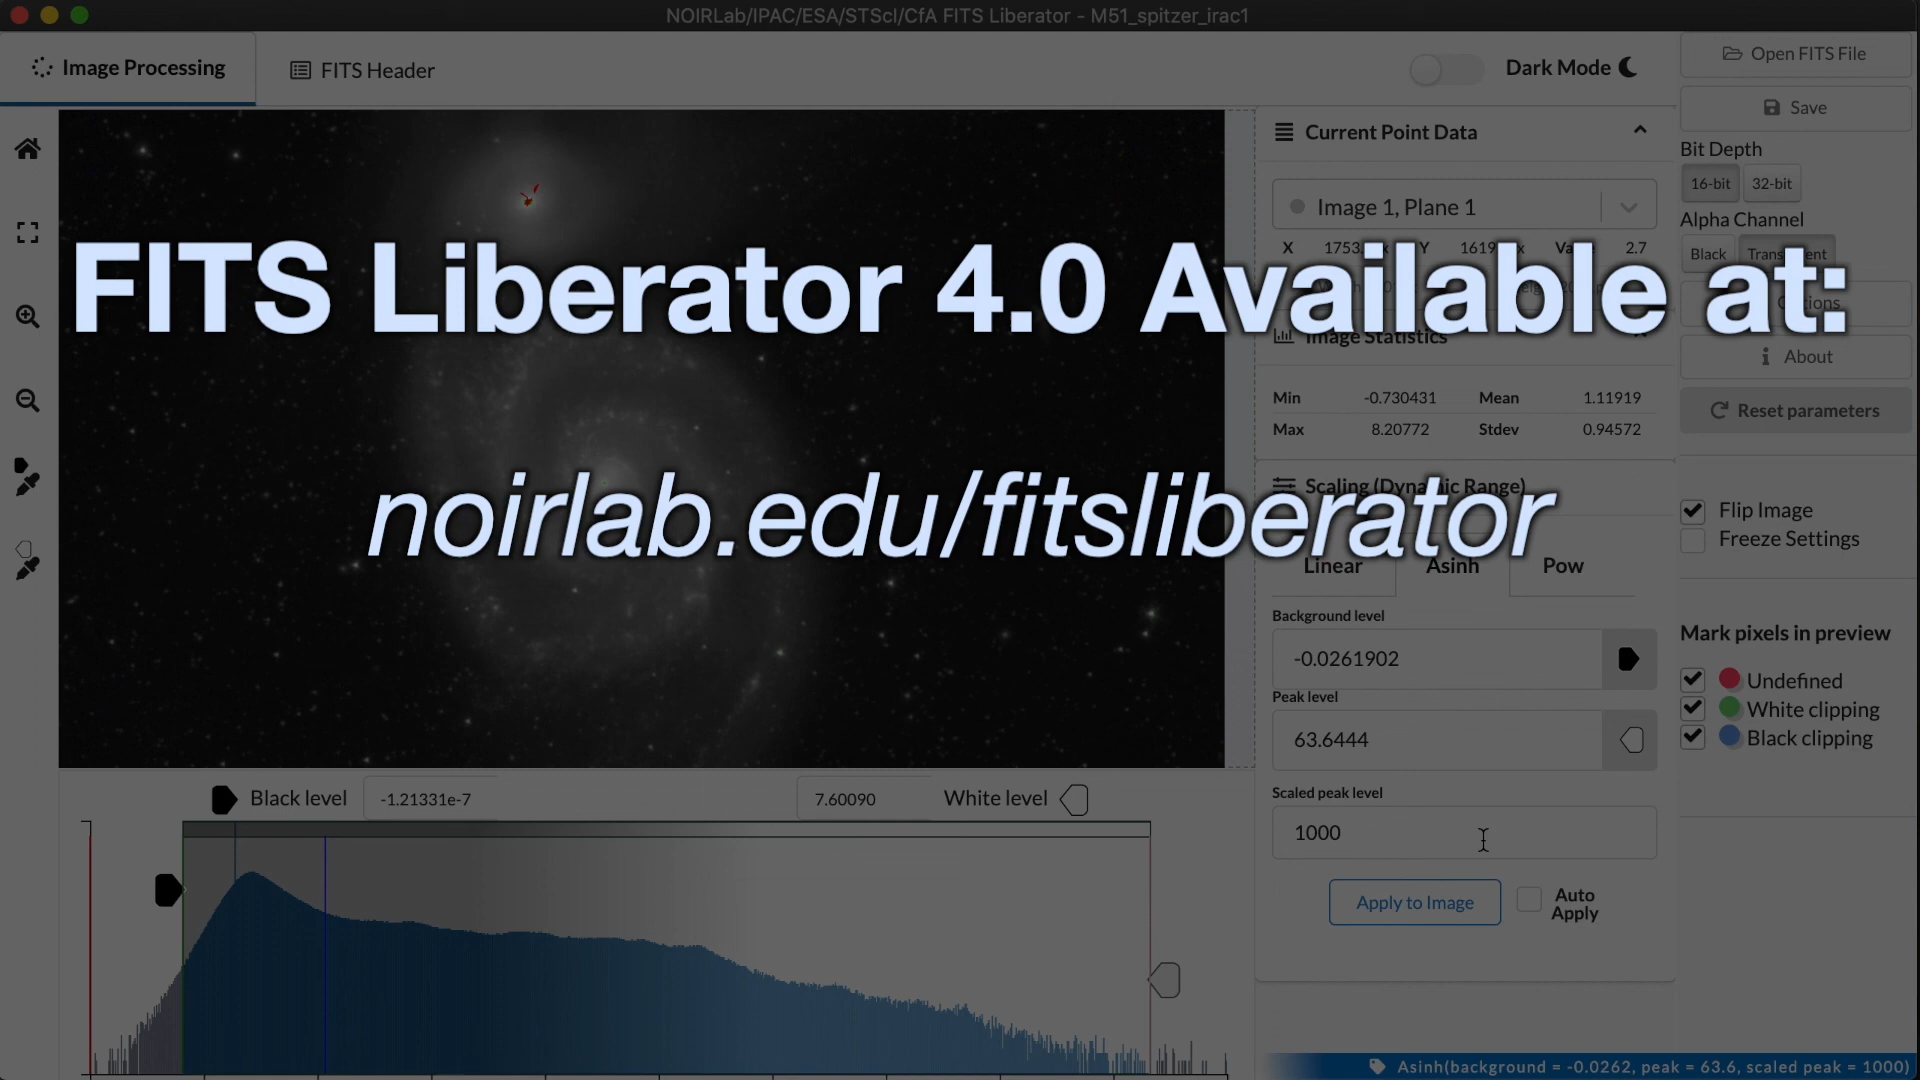 NOIRLab/IPAC/ESA/STScI/CfA FITS Liberator - M51_spitzer_irac1
Image Processing
FITS Header
Dark Mode
Open FITS File
Save
Bit Depth
16-bit 32-bit
Alpha Channel
Black
Current Point Data
Image 1, Plane 1
X 1753 Y 1619 2.7
FITS Liberator 4.0 Available at:
Image Statistics
About
Reset parameters
Min -0.730431 Mean 1.11919
Max 8.20772 Stdev 0.94572
noirlab.edu/fitsliberator
Scaling (Dynamic Range)
Linear Asinh Pow
Flip Image
Freeze Settings
Background level
-0.0261902
Peak level
63.6444
Mark pixels in preview
Undefined
White clipping
Black clipping
Scaled peak level
1000
Apply to Image
Auto
Apply
Black level -1.21331e-7
7.60090 White level
Asinh(background = -0.0262, peak = 63.6, scaled peak = 1000)